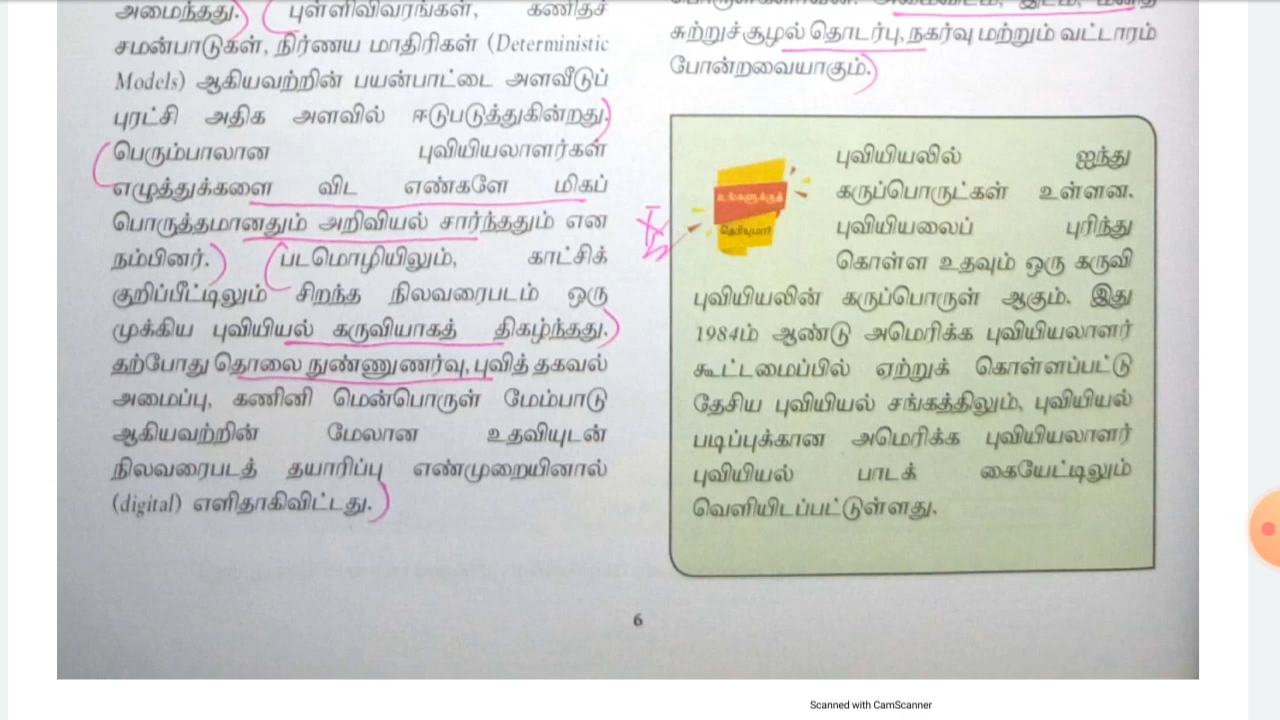 அமைந்தது. புள்ளிவிவரங்கள், கணிதச்
சமன்பாடுகள், நிர்ணய மாதிரிகள் (Deterministic
Models) ஆகியவற்றின் பயன்பாட்டை அளவீடுப்
புரட்சி அதிக அளவில் ஈடுபடுத்துகின்றது.
பெரும்பாலான புவியியலாளர்கள்
எழுத்துக்களை விட எண்களே மிகப்
பொருத்தமானதும் அறிவியல் சார்ந்ததும் என
நம்பினர். படமொழியிலும், காட்சிக்
குறிப்பீட்டிலும் சிறந்த நிலவரைபடம் ஒரு
முக்கிய புவியியல் கருவியாகத் திகழ்ந்தது.
தற்போது தொலை நுண்ணுணர்வு, புவித் தகவல்
அமைப்பு, கணினி மென்பொருள் மேம்பாடு
ஆகியவற்றின் மேலான உதவியுடன்
நிலவரைபடத் தயாரிப்பு எண்முறையினால்
(digital) எளிதாகிவிட்டது.
சுற்றுச்சூழல் தொடர்பு, நகர்வு மற்றும் வட்டாரம்
போன்றவையாகும்.
உங்களுக்குத்
தெரியுமா?
புவியியலில் ஐந்து
கருப்பொருட்கள் உள்ளன.
புவியியலைப் புரிந்து
கொள்ள உதவும் ஒரு கருவி
புவியியலின் கருப்பொருள் ஆகும். இது
1984ம் ஆண்டு அமெரிக்க புவியியலாளர்
கூட்டமைப்பில் ஏற்றுக் கொள்ளப்பட்டு
தேசிய புவியியல் சங்கத்திலும், புவியியல்
படிப்புக்கான அமெரிக்க புவியியலாளர்
புவியியல் பாடக் கையேட்டிலும்
வெளியிடப்பட்டுள்ளது.
6
Scanned with CamScanner